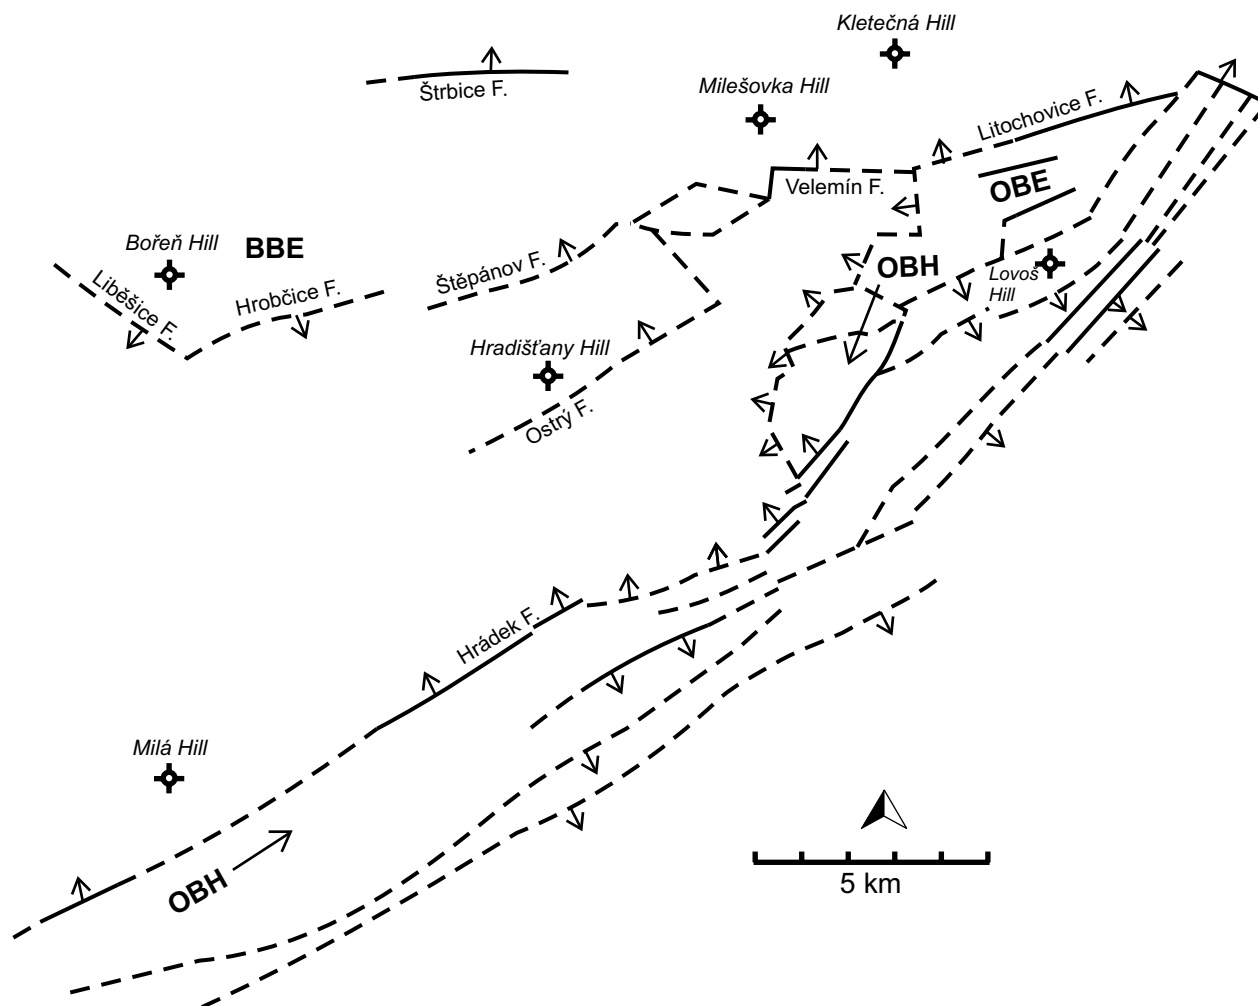 Kletečná Hill
Milešovka Hill
Štrbice F.
Litochovice F.
Velemín F.
OBE
Bořeň Hill
BBE
Liběšice F.
Hrobčice F.
Štěpánov F.
OBH
Lovoš
Hill
Hradišťany Hill
Ostrý F.
Hrádek F.
Milá Hill
OBH
5 km